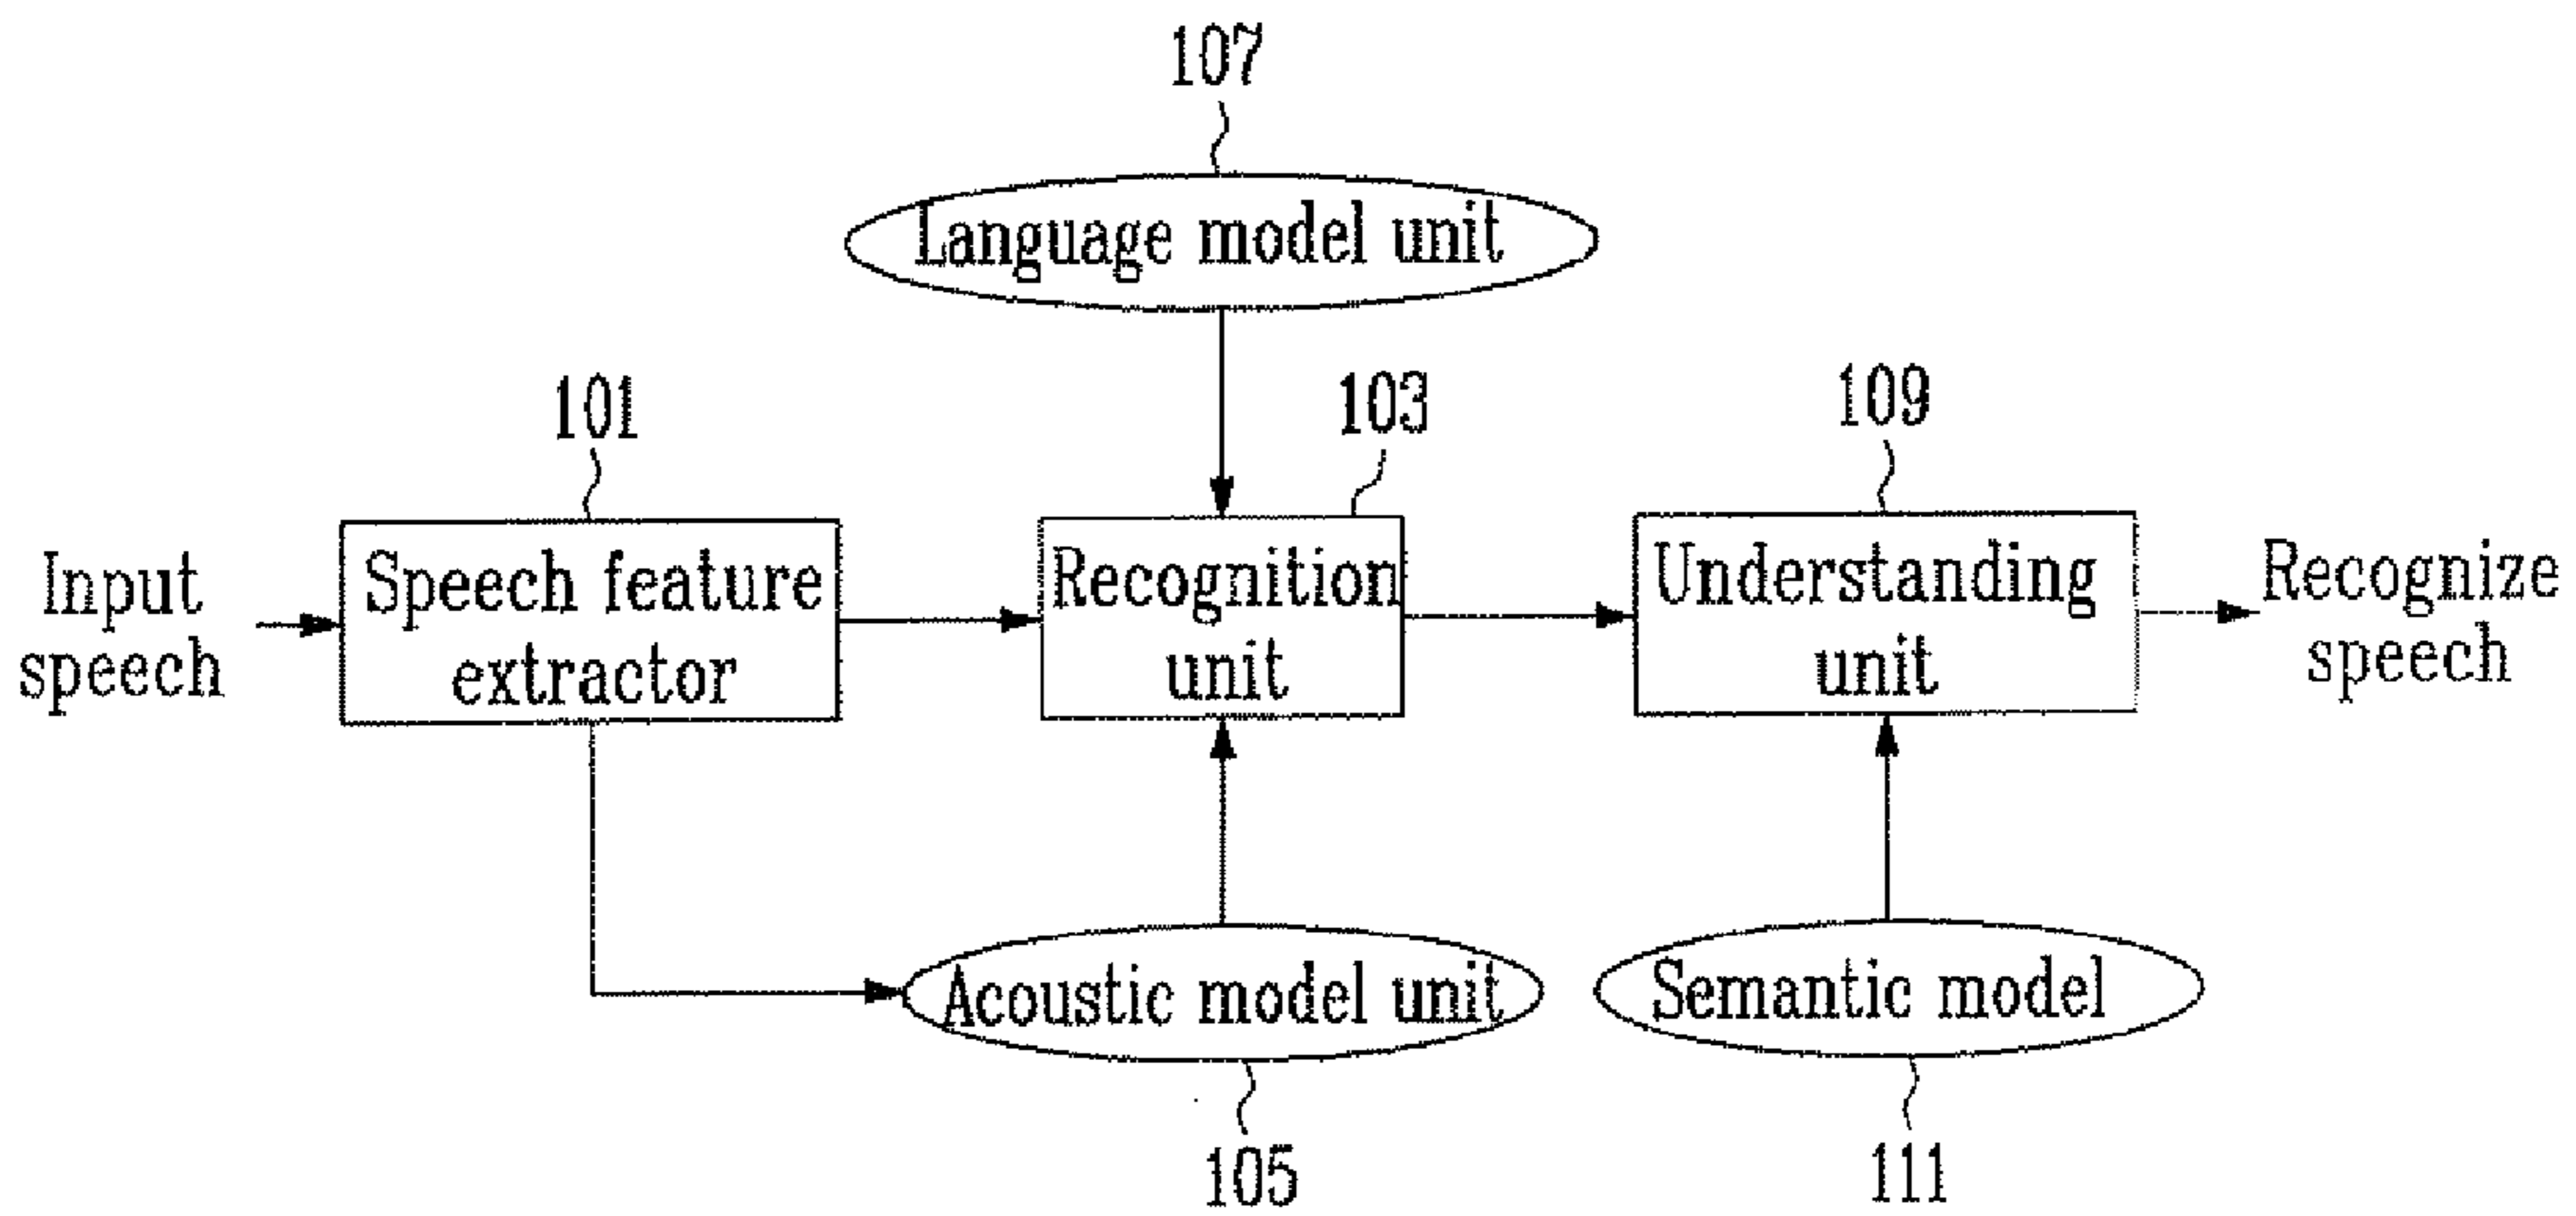 107
Language model unit
101
103
109
Input
speech
Speech feature
extractor
Recognition
unit
Understanding
unit
Recognize
speech
Acoustic model unit
Semantic model
105
111